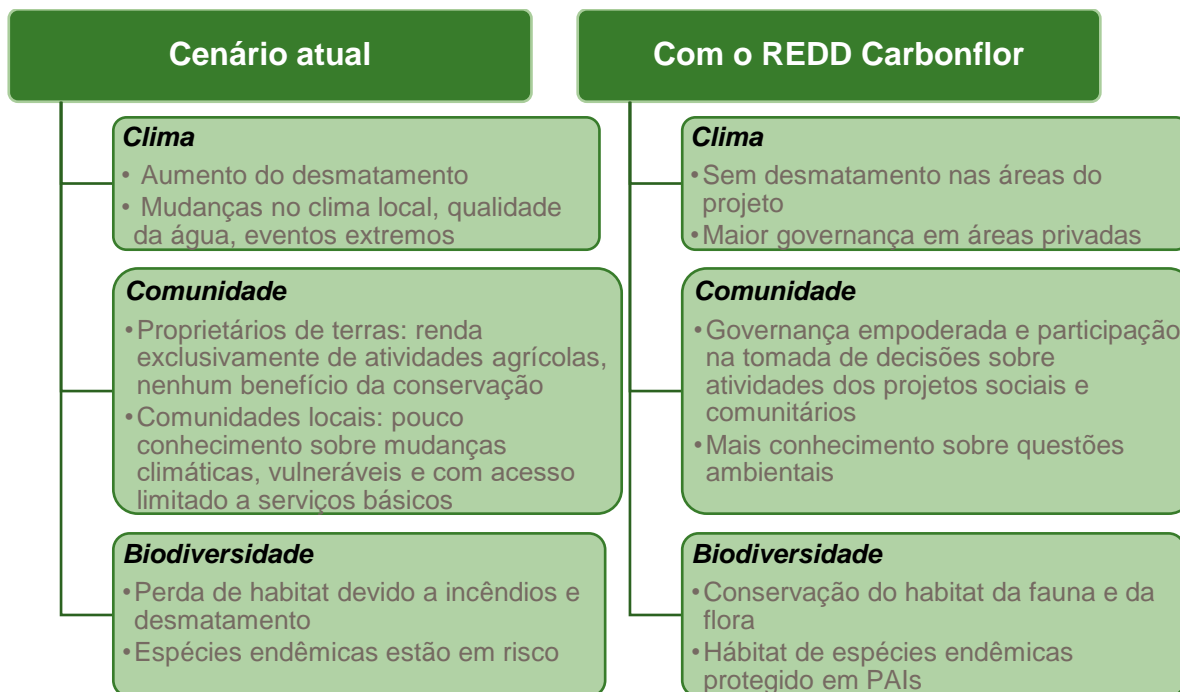 Cenário atual
Clima
• Aumento do desmatamento
• Mudanças no clima local, qualidade
da água, eventos extremos
Comunidade
• Proprietários de terras: renda
exclusivamente de atividades agrícolas,
nenhum benefício da conservação
• Comunidades locais: pouco
conhecimento sobre mudanças
climáticas, vulneráveis e com acesso
limitado a serviços básicos
Biodiversidade
• Perda de habitat devido a incêndios e
desmatamento
• Espécies endêmicas estão em risco
Com o REDD Carbonflor
Clima
• Sem desmatamento nas áreas do
projeto
• Maior governança em áreas privadas
Comunidade
• Governança empoderada e participação
na tomada de decisões sobre
atividades dos projetos sociais e
comunitários
• Mais conhecimento sobre questões
ambientais
Biodiversidade
• Conservação do habitat da fauna e da
flora
• Hábitat de espécies endêmicas
protegido em PAIs